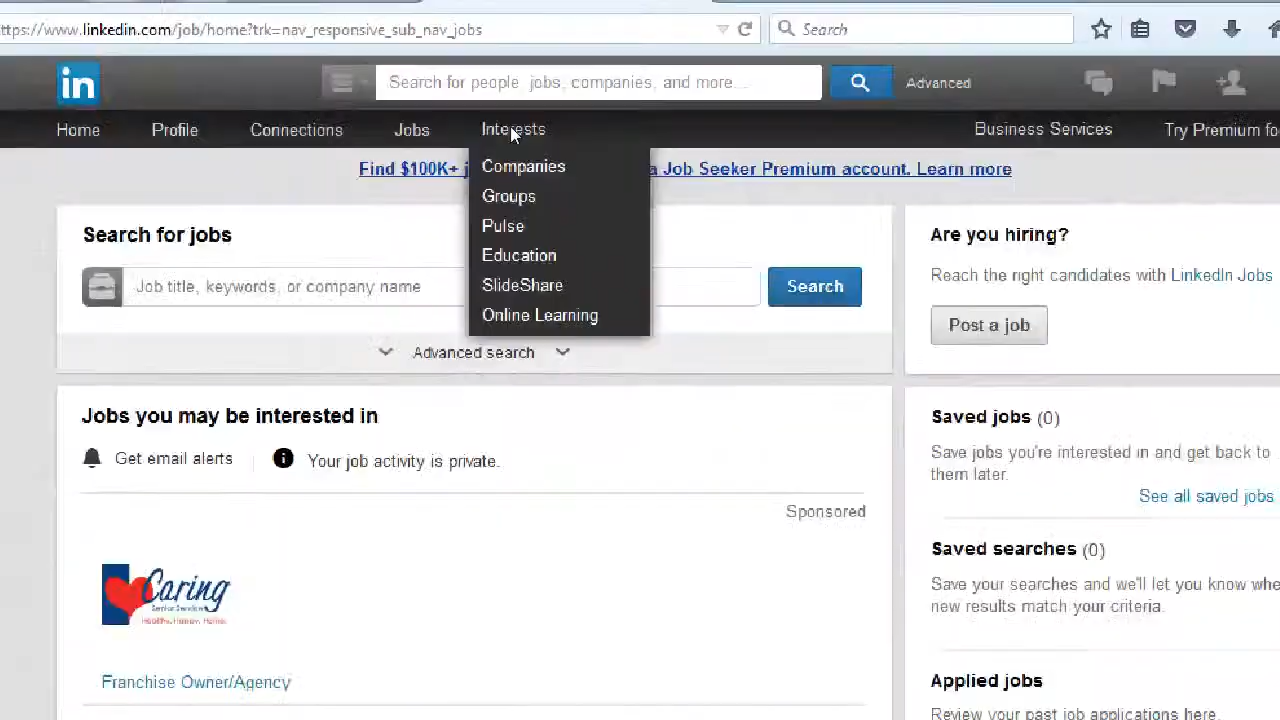 ttps://www.linkedin.com/job/home?trk=nav_responsive_sub_nav_jobs
Search
in
Search for people, jobs, companies, and more...
Advanced
Home Profile Connections Jobs Interests Business Services Try Premium fo
Find $100K+ j a Job Seeker Premium account. Learn more
Companies
Groups
Pulse
Education
SlideShare
Online Learning
Search for jobs
Job title, keywords, or company name
Search
Advanced search
Are you hiring?
Reach the right candidates with LinkedIn Jobs
Post a job
Jobs you may be interested in
Get email alerts
Your job activity is private.
Sponsored
Caring
Senior Service
Healthy. Happy. Home.
Franchise Owner/Agency
Saved jobs (0)
Save jobs you're interested in and get back to
them later.
See all saved jobs
Saved searches (0)
Save your searches and we'll let you know whe
new results match your criteria.
Applied jobs
Review your past job applications here.